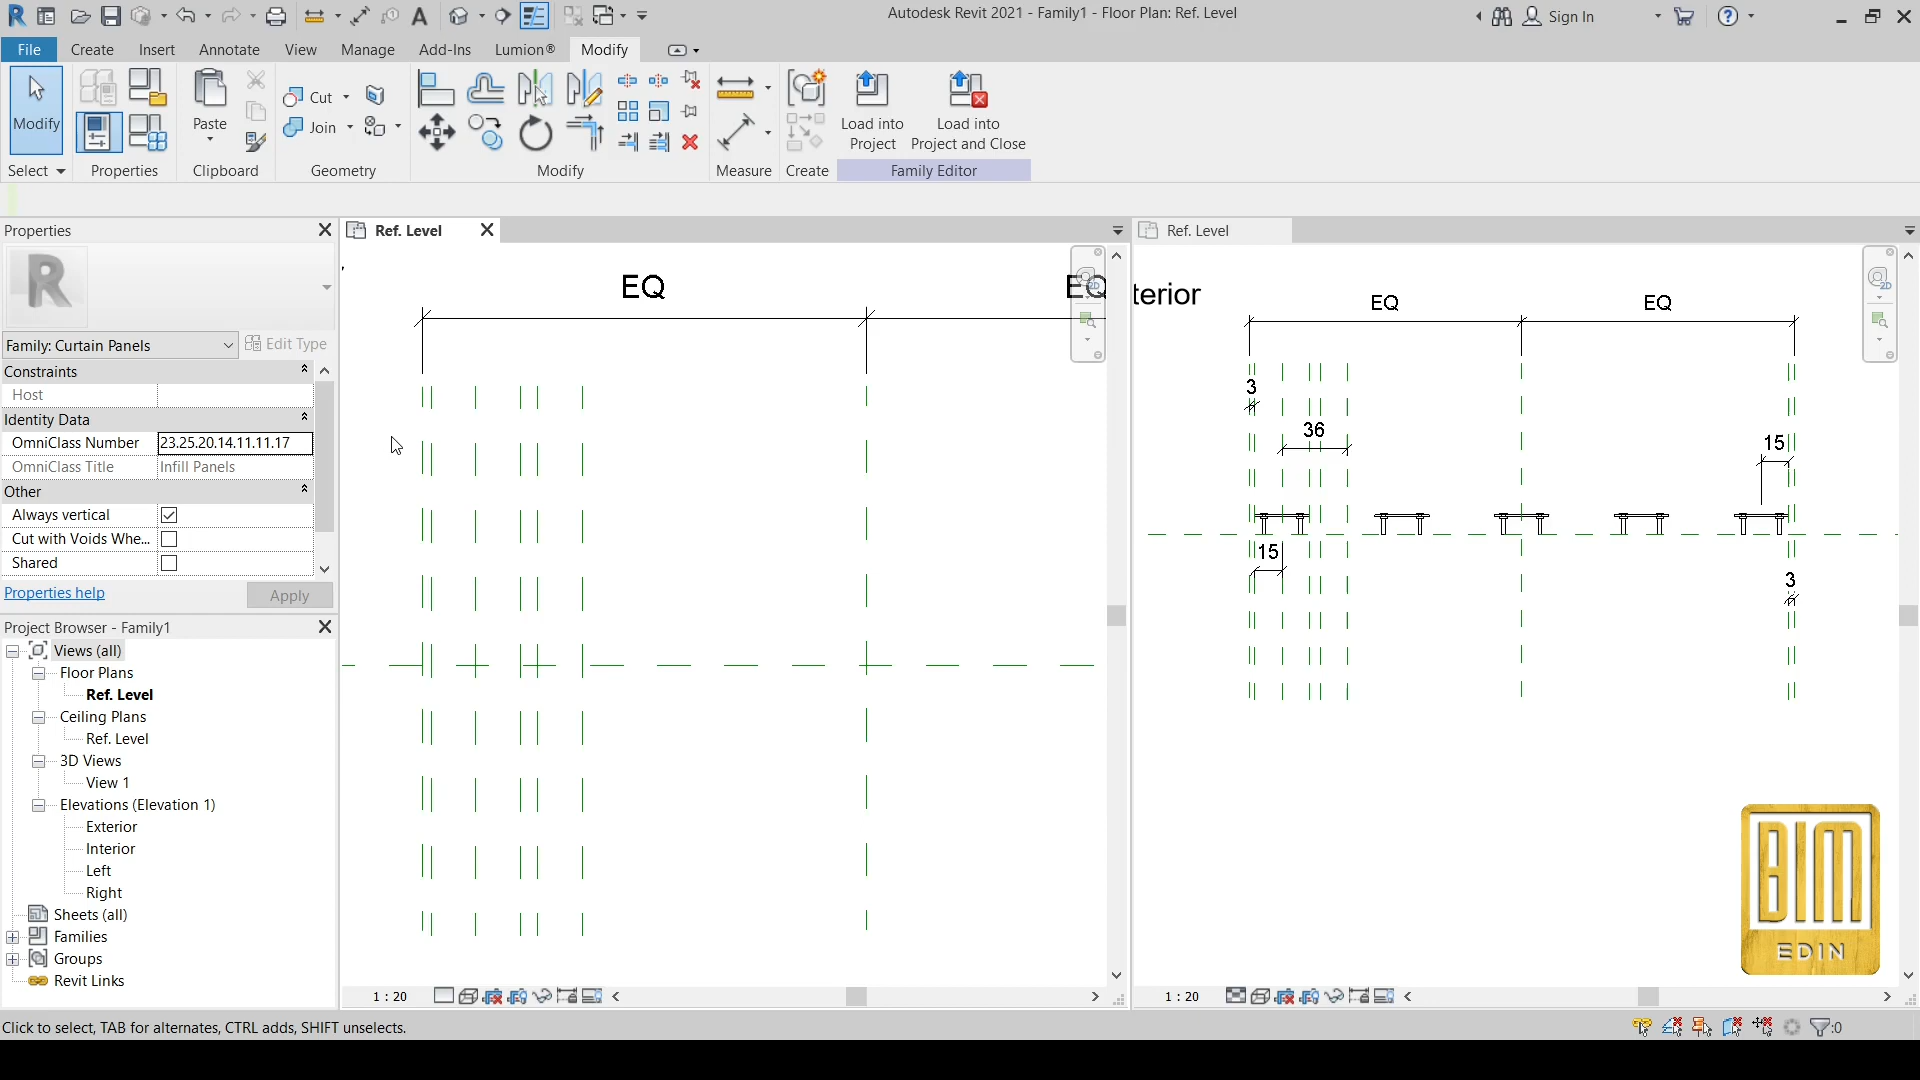 Autodesk Revit 2021 - Family1 - Floor Plan: Ref. Level
Sign In
File
Create
Insert
Annotate
View
Manage
Add-Ins
Lumion®
Modify
Modify
Paste
Cut
Join
Load into
Project
Load into
Project and Close
Select
Properties
Clipboard
Geometry
Modify
Measure
Create
Family Editor
Properties
Family: Curtain Panels
Edit Type
Constraints
Host
Identity Data
OmniClass Number
23.25.20.14.11.11.17
OmniClass Title
Infill Panels
Other
Always vertical
Cut with Voids Whe...
Shared
Properties help
Apply
Project Browser - Family1
Views (all)
Floor Plans
Ref. Level
Ceiling Plans
Ref. Level
3D Views
View 1
Elevations (Elevation 1)
Exterior
Interior
Left
Right
Sheets (all)
Families
Groups
Revit Links
Ref. Level
EQ
EQ
2D
1 : 20
Ref. Level
terior
EQ
EQ
3
36
15
15
3
2D
BIM
EDIN
1 : 20
Click to select, TAB for alternates, CTRL adds, SHIFT unselects.
:0